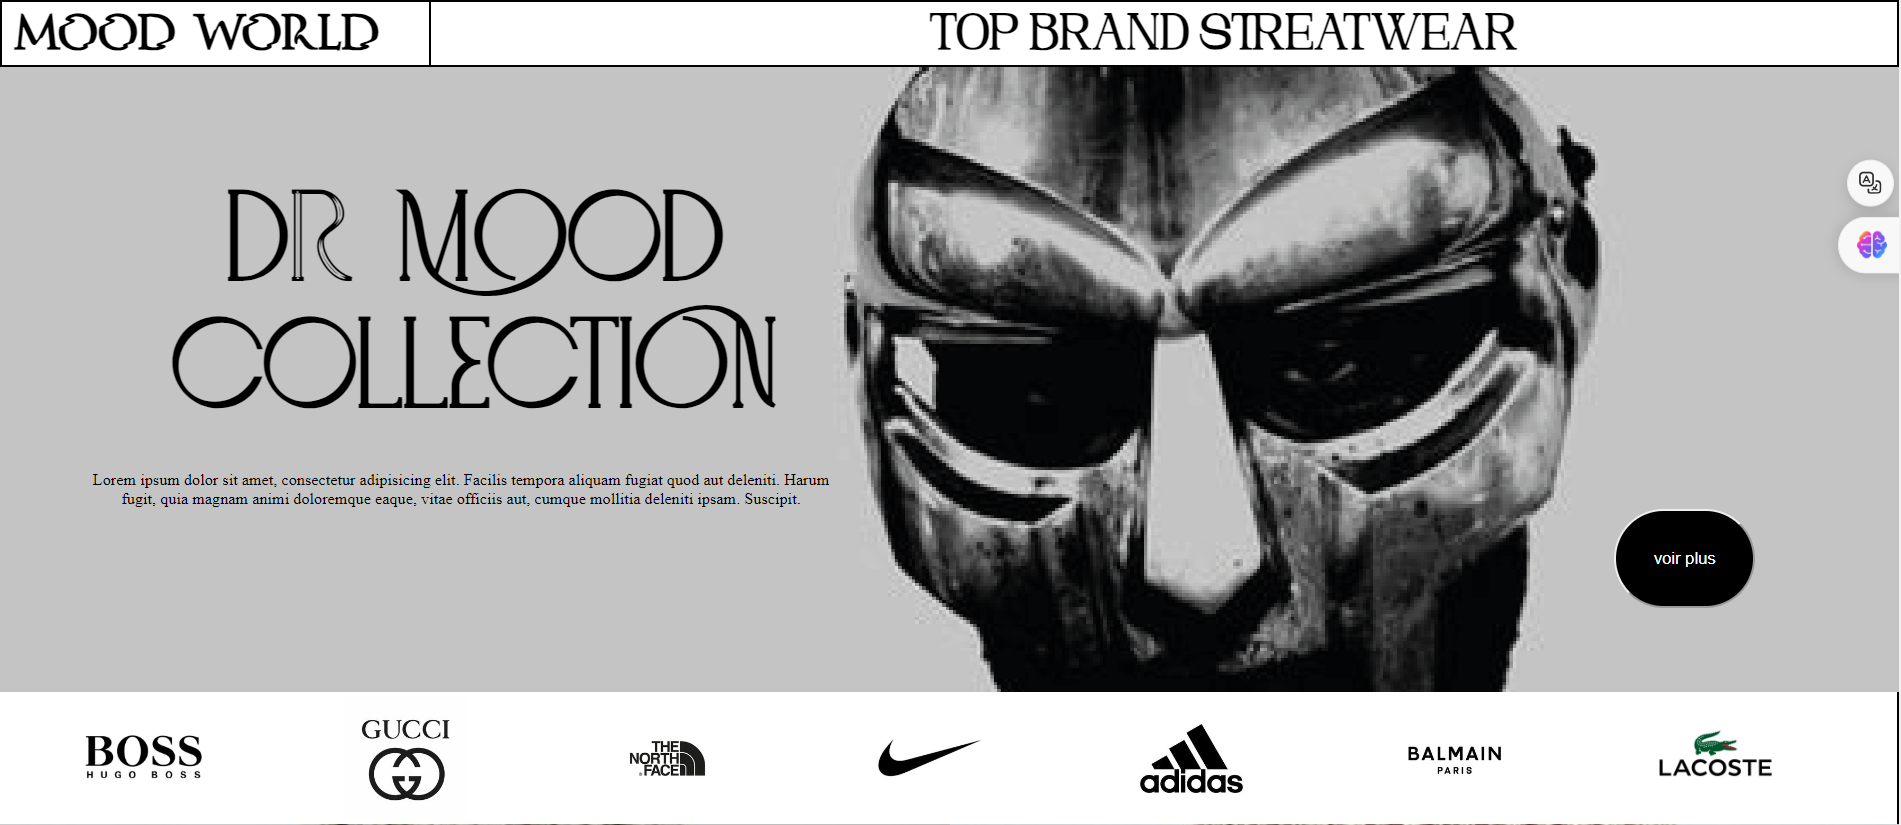 MOOD WORLD
TOP BRAND STREATWEAR
DR MOOD
COLLECTION
Lorem ipsum dolor sit amet, consectetur adipisicing elit. Facilis tempora aliquam fugiat quod aut deleniti. Harum
fugit, quia magnam animi doloremque eaque, vitae officiis aut, cumque mollitia deleniti ipsam. Suscipit.
voir plus
BOSS
HUGO BOSS
GUCCI
THE
NORTH
FACE
adidas
BALMAIN
PARIS
LACOSTE